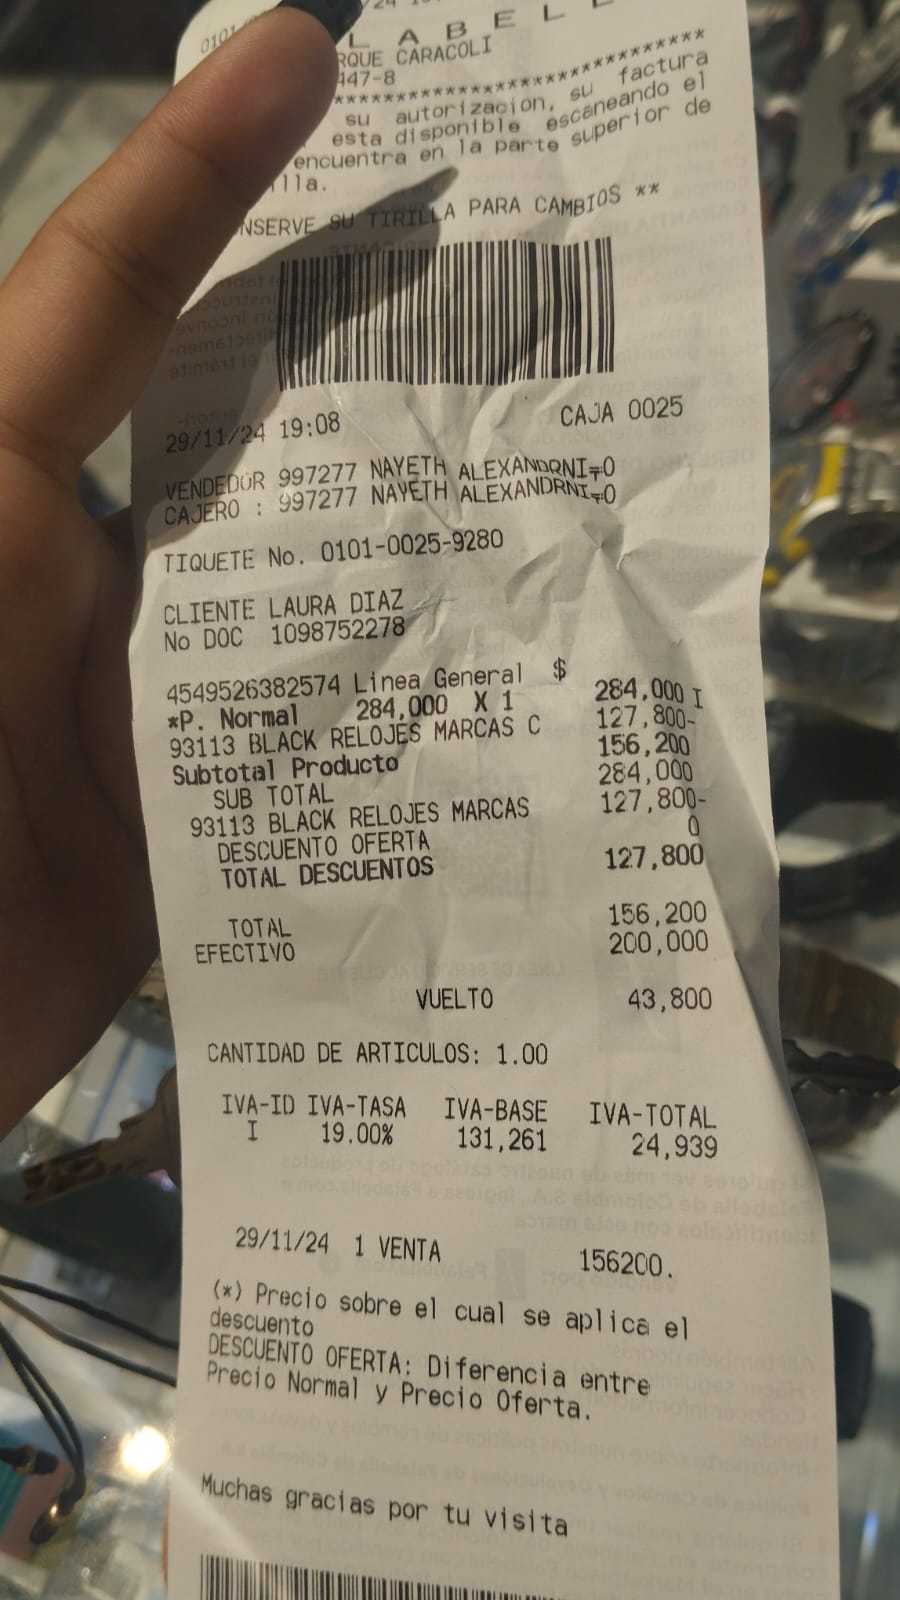 LABELL
RQUE CARACOLI
447-8
********************************
su autorizacion, su factura
esta disponible escaneando el
encuentra en la parte superior de
illa.
NSERVE SU TIRILLA PARA CAMBIOS **
29/11/24 19:08 CAJA 0025
VENDEDOR 997277 NAYETH ALEXANDRNI=0
CAJERO : 997277 NAYETH ALEXANDRNI=0
TIQUETE No. 0101-0025-9280
CLIENTE LAURA DIAZ
No DOC 1098752278
4549526382574 Linea General $ 284,000 I
*P. Normal 284,000 X 1
93113 BLACK RELOJES MARCAS C 127,800-
Subtotal Producto 156,200
SUB TOTAL 284,000
93113 BLACK RELOJES MARCAS 127,800-
DESCUENTO OFERTA 0
TOTAL DESCUENTOS 127,800
TOTAL 156,200
EFECTIVO 200,000
VUELTO 43,800
CANTIDAD DE ARTICULOS: 1.00
IVA-ID IVA-TASA IVA-BASE IVA-TOTAL
I 19.00% 131,261 24,939
29/11/24 1 VENTA 156200.
(*) Precio sobre el cual se aplica el
descuento
DESCUENTO OFERTA: Diferencia entre
Precio Normal y Precio Oferta.
Muchas gracias por tu visita